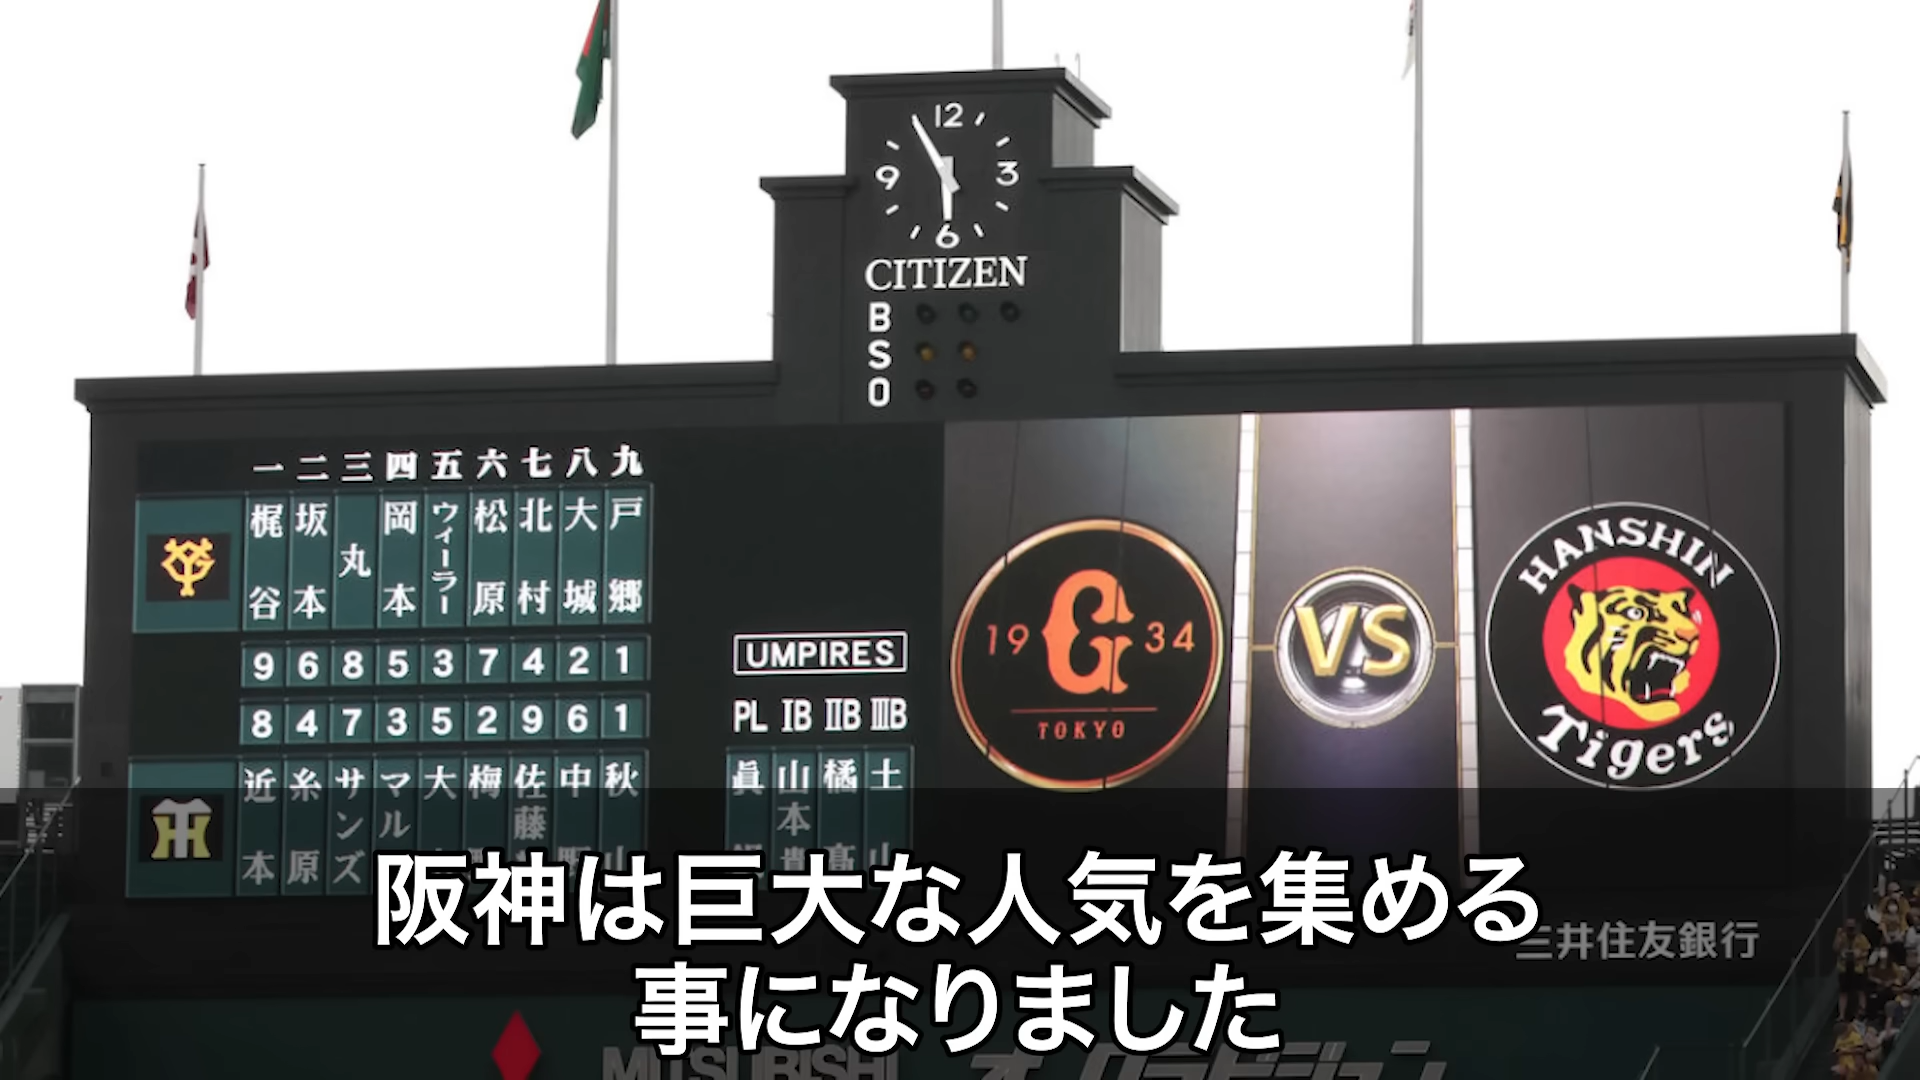 12
9 3
6
CITIZEN
B
S
O
一 二 三 四 五 六 七 八 九
梶谷 坂本 丸 岡本 ウィーラー 松原 北村 大城 戸郷
9 6 8 5 3 7 4 2 1
8 4 7 3 5 2 9 6 1
近本 糸原 サンズ マル 大 梅 佐藤 中 秋山
UMPIRES
PL IB IIB IIIB
眞 山本貴 橘髙 土山
19 G 34
TOKYO
VS
HANSHIN
Tigers
三井住友銀行
阪神は巨大な人気を集める
事になりました
MITSUBISHI